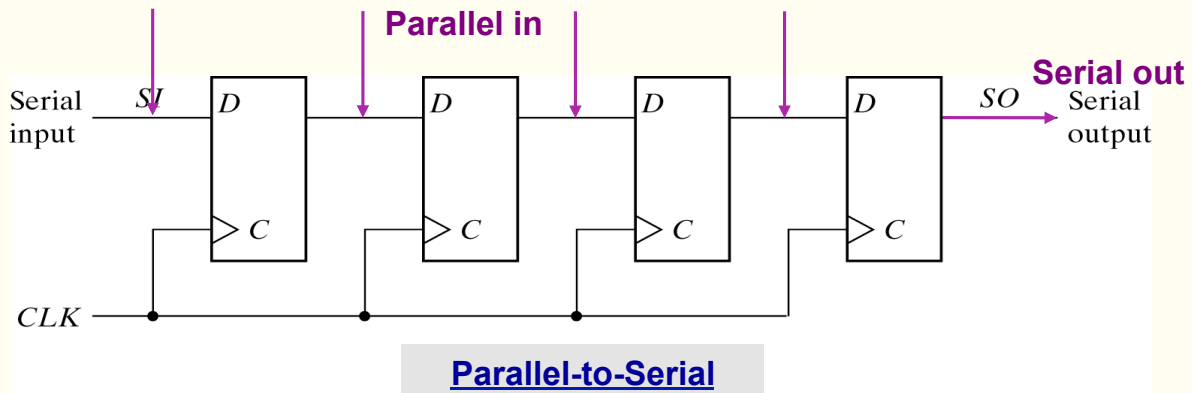 Parallel in
Serial out
Serial
input
SI
D
D
D
D
SO
Serial
output
C
C
C
C
CLK
Parallel-to-Serial